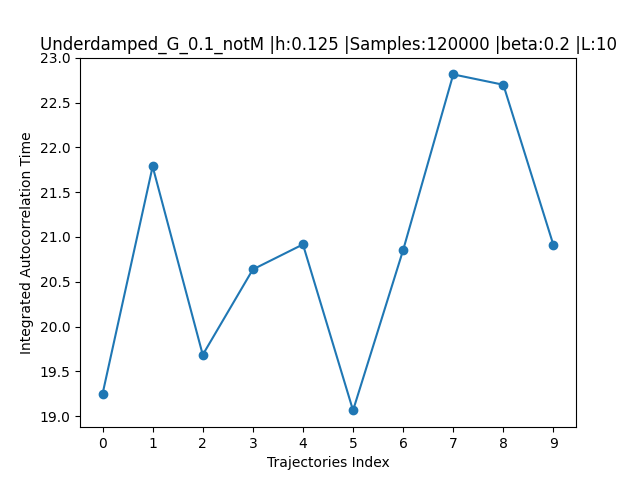 Underdamped_G_0.1_notM |h:0.125 |Samples:120000 |beta:0.2 |L:10
23.0
22.5
22.0
21.5
21.0
20.5
20.0
19.5
19.0
Integrated Autocorrelation Time
0 1 2 3 4 5 6 7 8 9
Trajectories Index